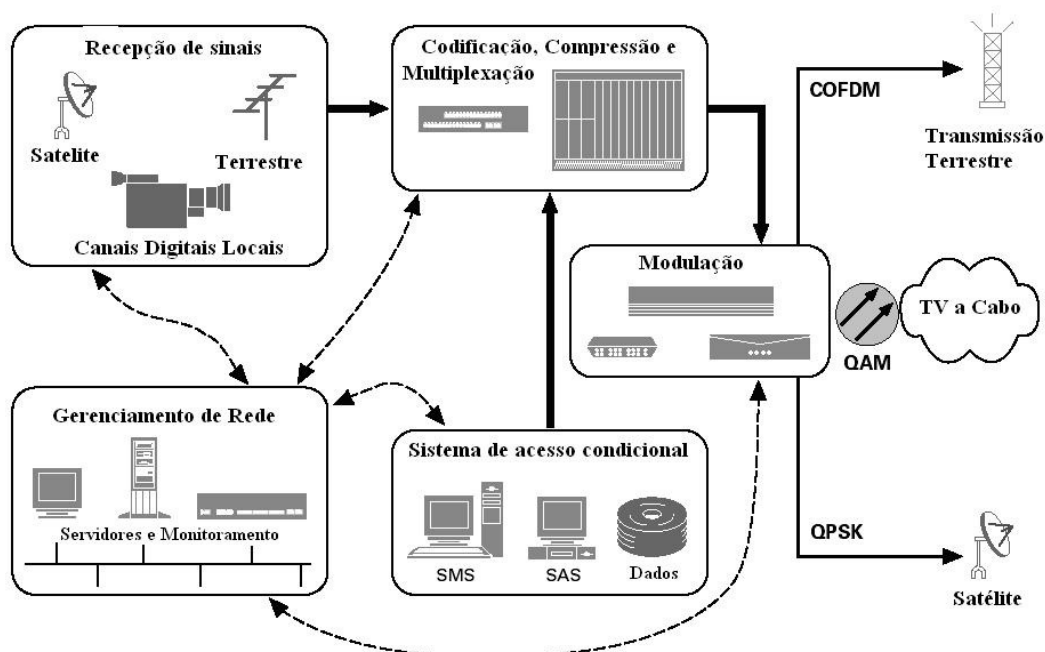 Recepção de sinais
Satelite
Terrestre
Canais Digitais Locais
Codificação, Compressão e
Multiplexação
COFDM
Transmissão
Terrestre
Modulação
QAM
TV a Cabo
Gerenciamento de Rede
Servidores e Monitoramento
Sistema de acesso condicional
SMS
SAS
Dados
QPSK
Satélite